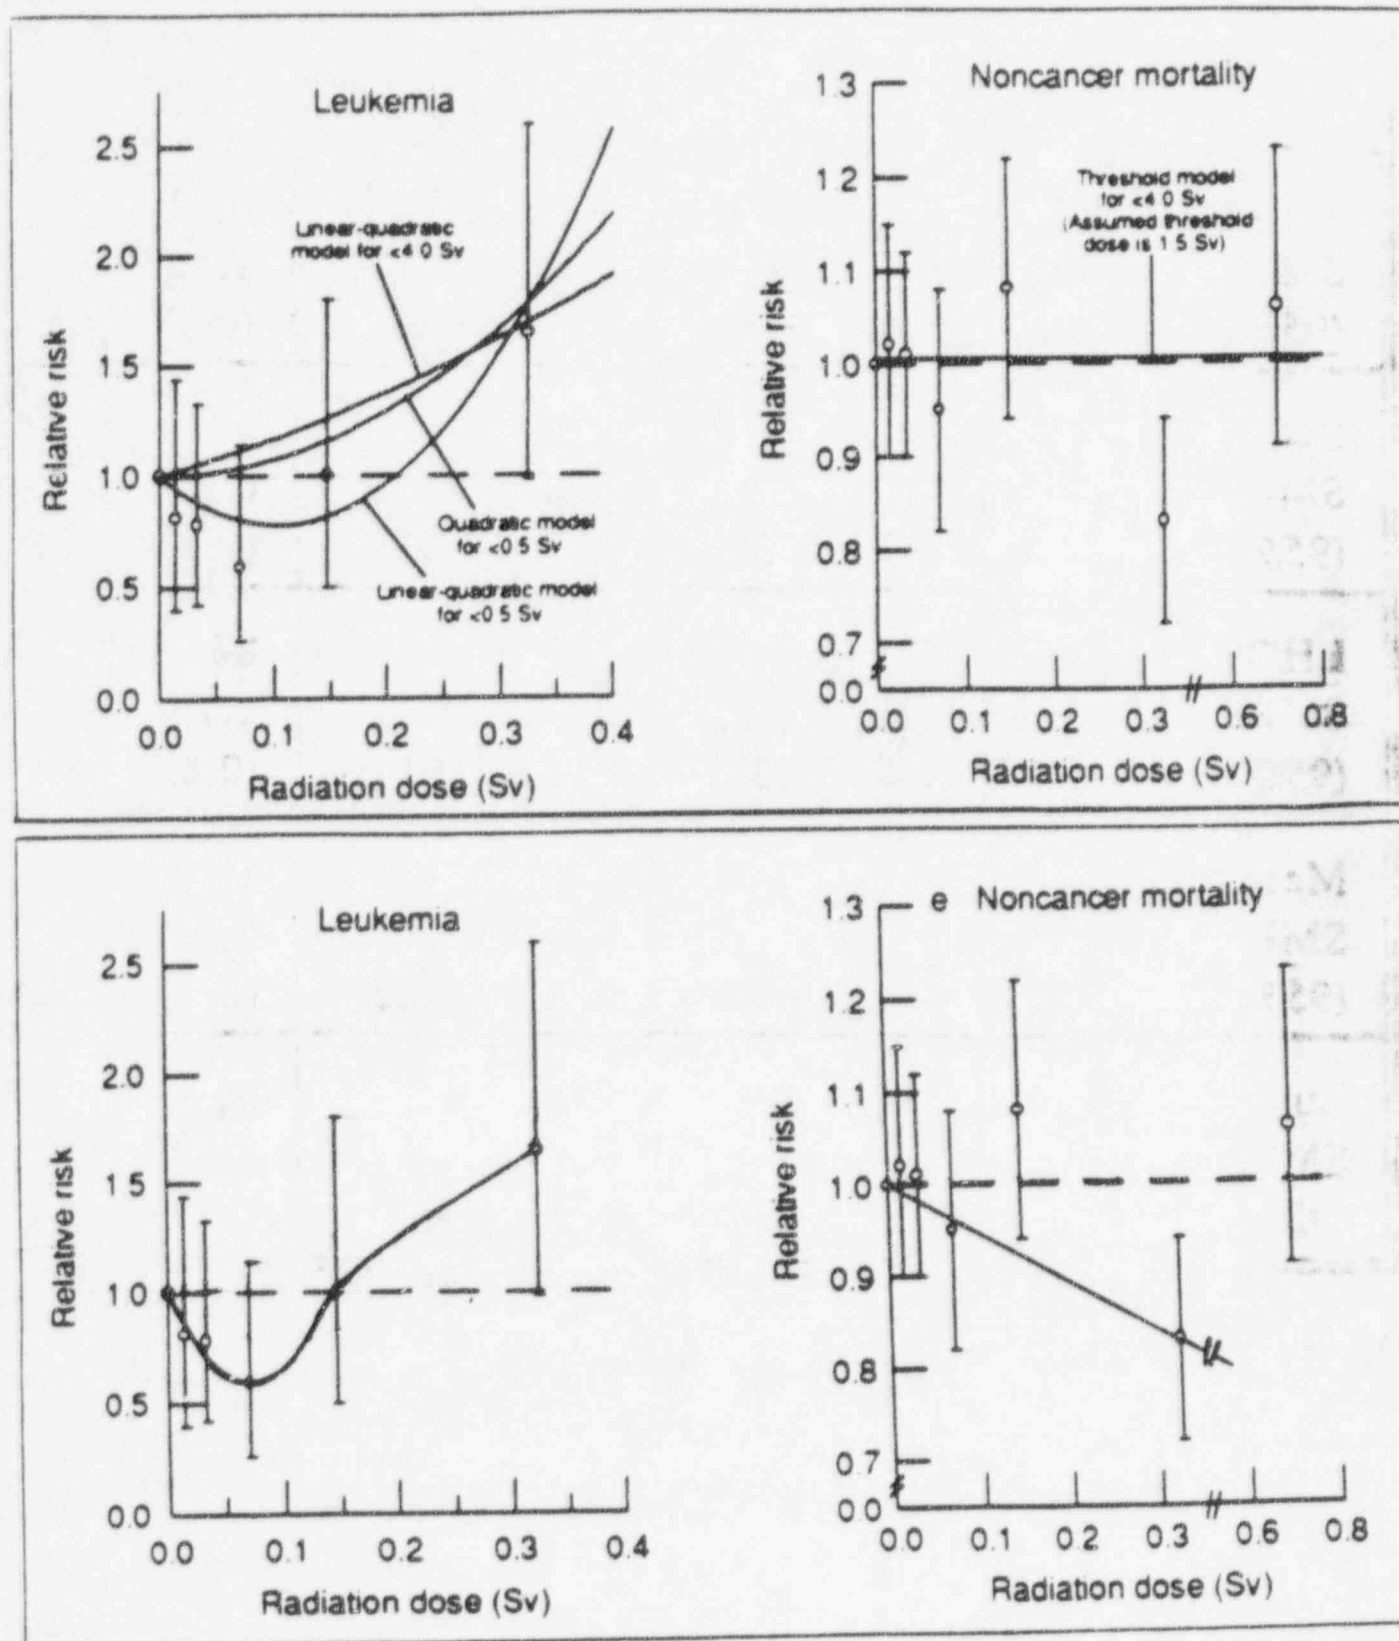 Leukemia
2.5
2.0
1.5
1.0
0.5
0.0
Relative risk
Linear-quadratic
model for <4.0 Sv
Quadratic model
for <0.5 Sv
Linear-quadratic model
for <0.5 Sv
0.0 0.1 0.2 0.3 0.4
Radiation dose (Sv)
Noncancer mortality
1.3
1.2
1.1
1.0
0.9
0.8
0.7
0.0
Relative risk
Threshold model
for <4.0 Sv
(Assumed threshold
dose is 1.5 Sv)
0.0 0.1 0.2 0.3 0.6 0.8
Radiation dose (Sv)
Leukemia
2.5
2.0
1.5
1.0
0.5
0.0
Relative risk
0.0 0.1 0.2 0.3 0.4
Radiation dose (Sv)
e Noncancer mortality
1.3
1.2
1.1
1.0
0.9
0.8
0.7
0.0
Relative risk
0.0 0.1 0.2 0.3 0.6 0.8
Radiation dose (Sv)